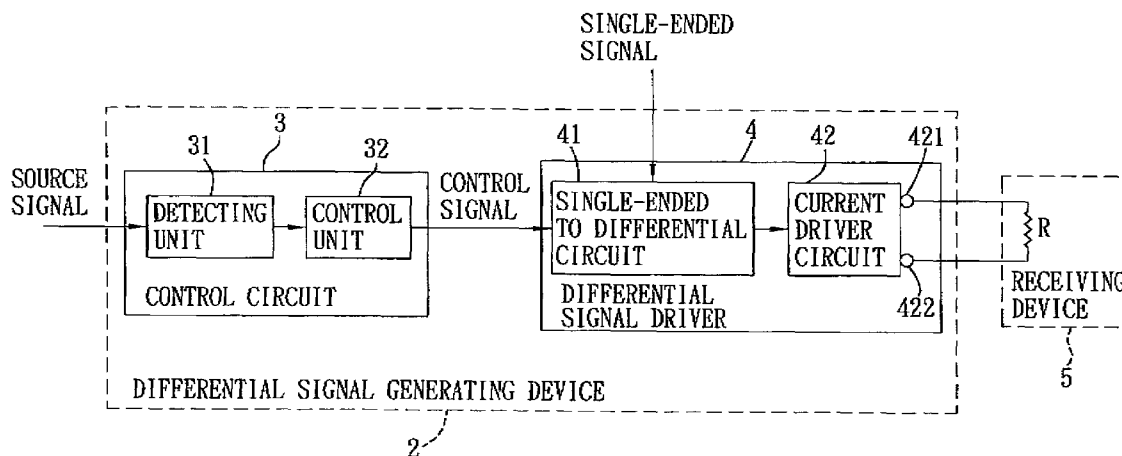 SINGLE-ENDED
SIGNAL
31
3
32
41
4
42
421
SOURCE
SIGNAL
DETECTING
UNIT
CONTROL
UNIT
CONTROL
SIGNAL
SINGLE-ENDED
TO DIFFERENTIAL
CIRCUIT
CURRENT
DRIVER
CIRCUIT
R
CONTROL CIRCUIT
DIFFERENTIAL
SIGNAL DRIVER
422
RECEIVING
DEVICE
5
DIFFERENTIAL SIGNAL GENERATING DEVICE
2